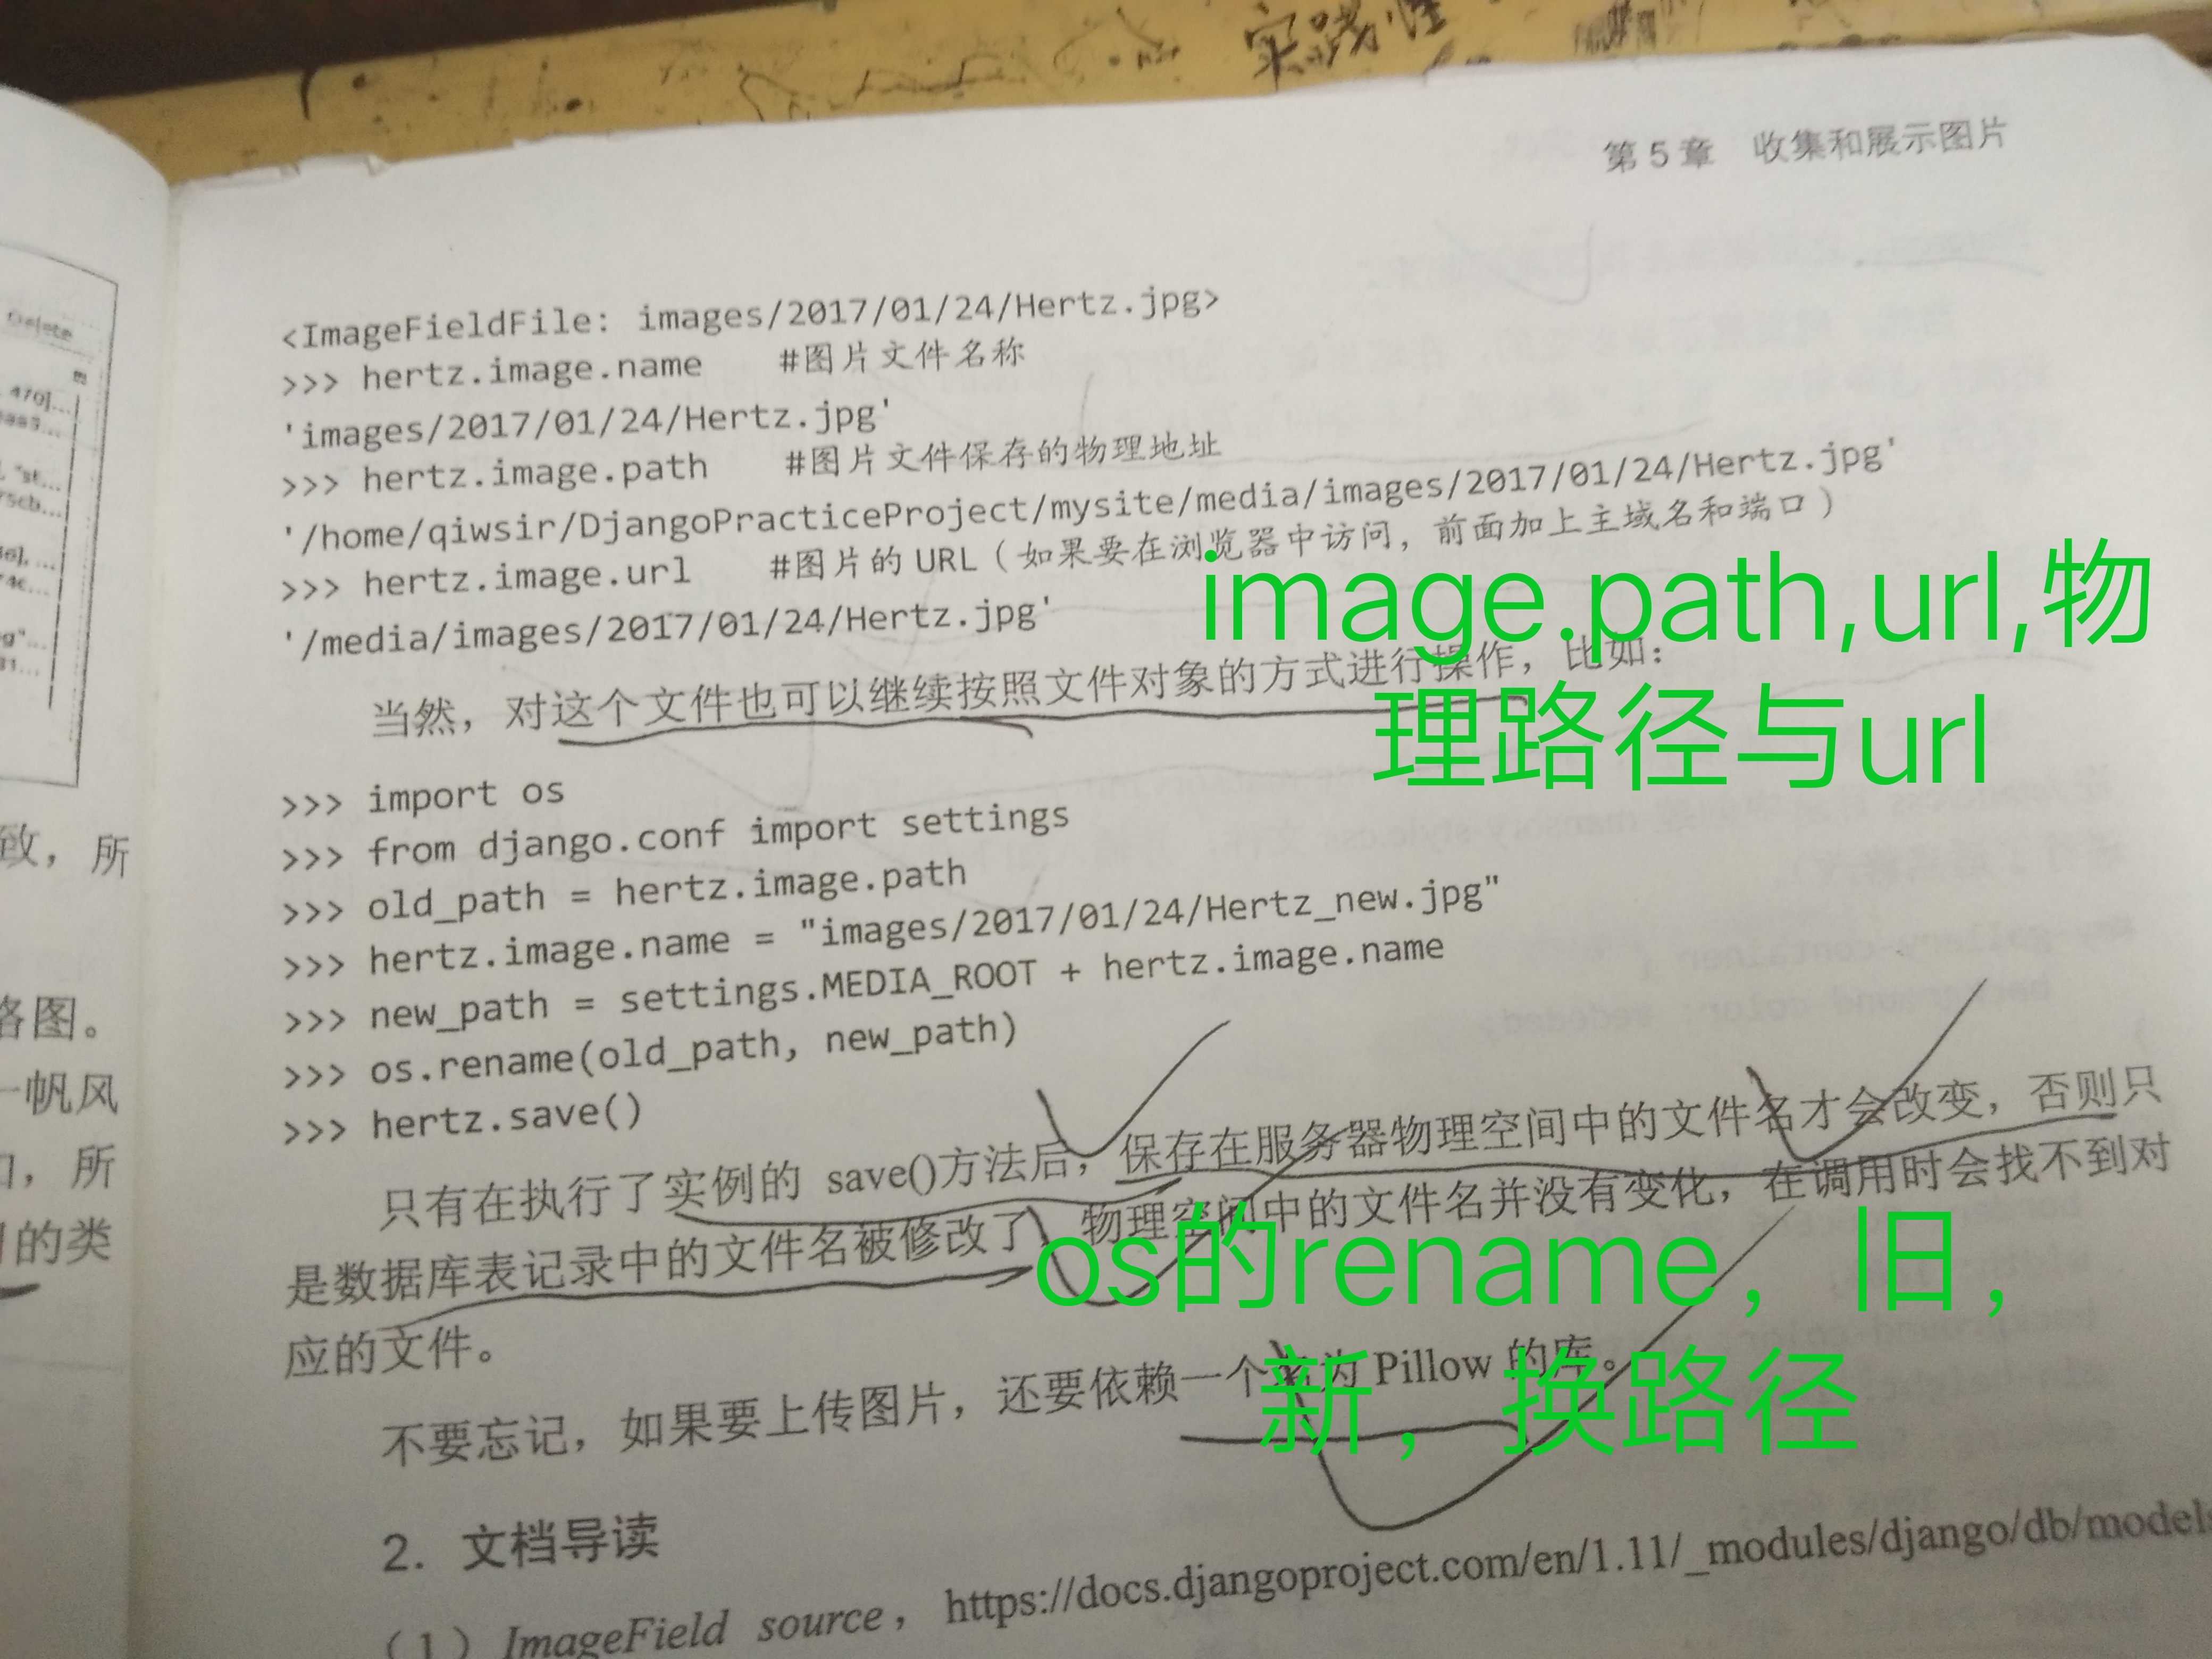 实践性
第 5 章 收集和展示图片
<ImageFieldFile: images/2017/01/24/Hertz.jpg>
>>> hertz.image.name #图片文件名称
'images/2017/01/24/Hertz.jpg'
>>> hertz.image.path #图片文件保存的物理地址
'/home/qiwsir/DjangoPracticeProject/mysite/media/images/2017/01/24/Hertz.jpg'
>>> hertz.image.url #图片的 URL（如果要在浏览器中访问，前面加上主域名和端口）
'/media/images/2017/01/24/Hertz.jpg'
image.path,url,物
理路径与url
当然，对这个文件也可以继续按照文件对象的方式进行操作，比如：
>>> import os
>>> from django.conf import settings
>>> old_path = hertz.image.path
>>> hertz.image.name = "images/2017/01/24/Hertz_new.jpg"
>>> new_path = settings.MEDIA_ROOT + hertz.image.name
>>> os.rename(old_path, new_path)
>>> hertz.save()
只有在执行了实例的 save()方法后，保存在服务器物理空间中的文件名才会改变，否则只
是数据库表记录中的文件名被修改了，物理空间中的文件名并没有变化，在调用时会找不到对
应的文件。
os的rename，旧，
新，换路径
不要忘记，如果要上传图片，还要依赖一个名为 Pillow 的库。
2. 文档导读
（1）ImageField source，https://docs.djangoproject.com/en/1.11/_modules/django/db/models
Delete
致，所
络图。
一帆风
，所
的类